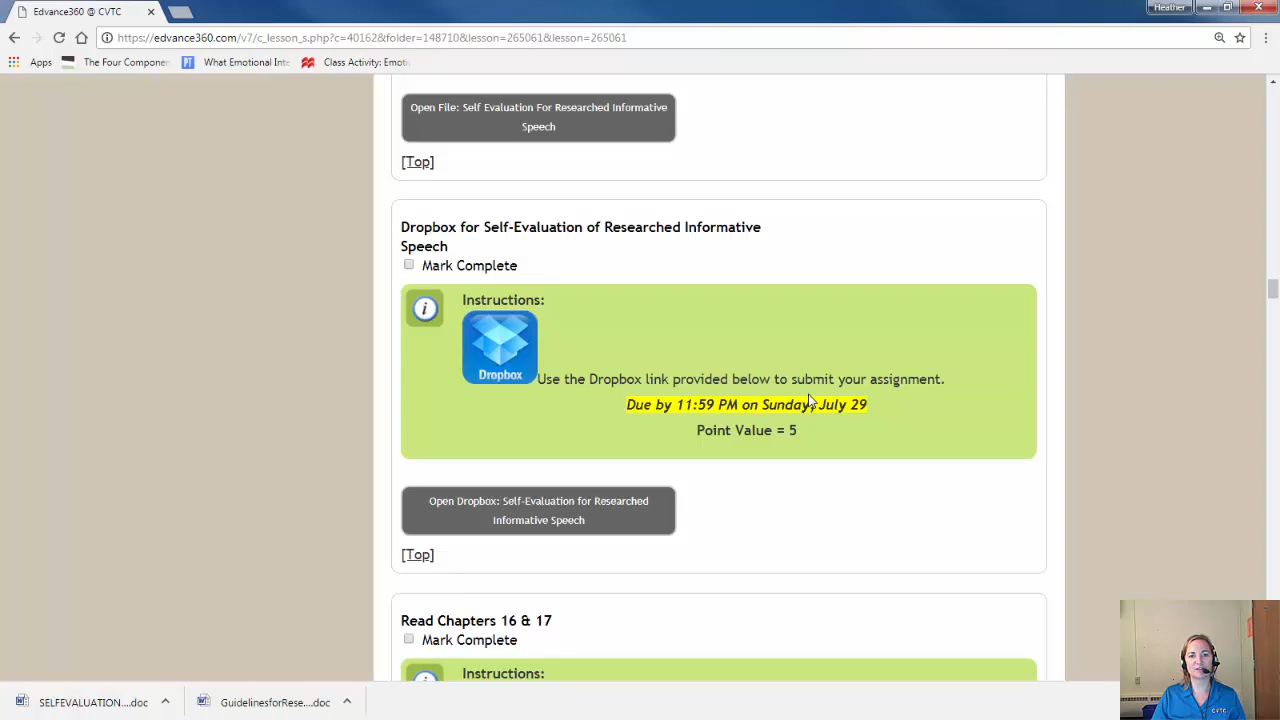 Edvance360 @ CVTC
Heather
https://edvance360.com/v7/c_lesson_s.php?c=40162&folder=148710&lesson=265061&lesson=265061
Apps The Four Componen What Emotional Inte Class Activity: Emoti
Open File: Self Evaluation For Researched Informative
Speech
[Top]
Dropbox for Self-Evaluation of Researched Informative
Speech
Mark Complete
Instructions:
Dropbox
Use the Dropbox link provided below to submit your assignment.
Due by 11:59 PM on Sunday, July 29
Point Value = 5
Open Dropbox: Self-Evaluation for Researched
Informative Speech
[Top]
Read Chapters 16 & 17
Mark Complete
Instructions:
SELFEVALUATION....doc
GuidelinesforRese....doc
CVTC